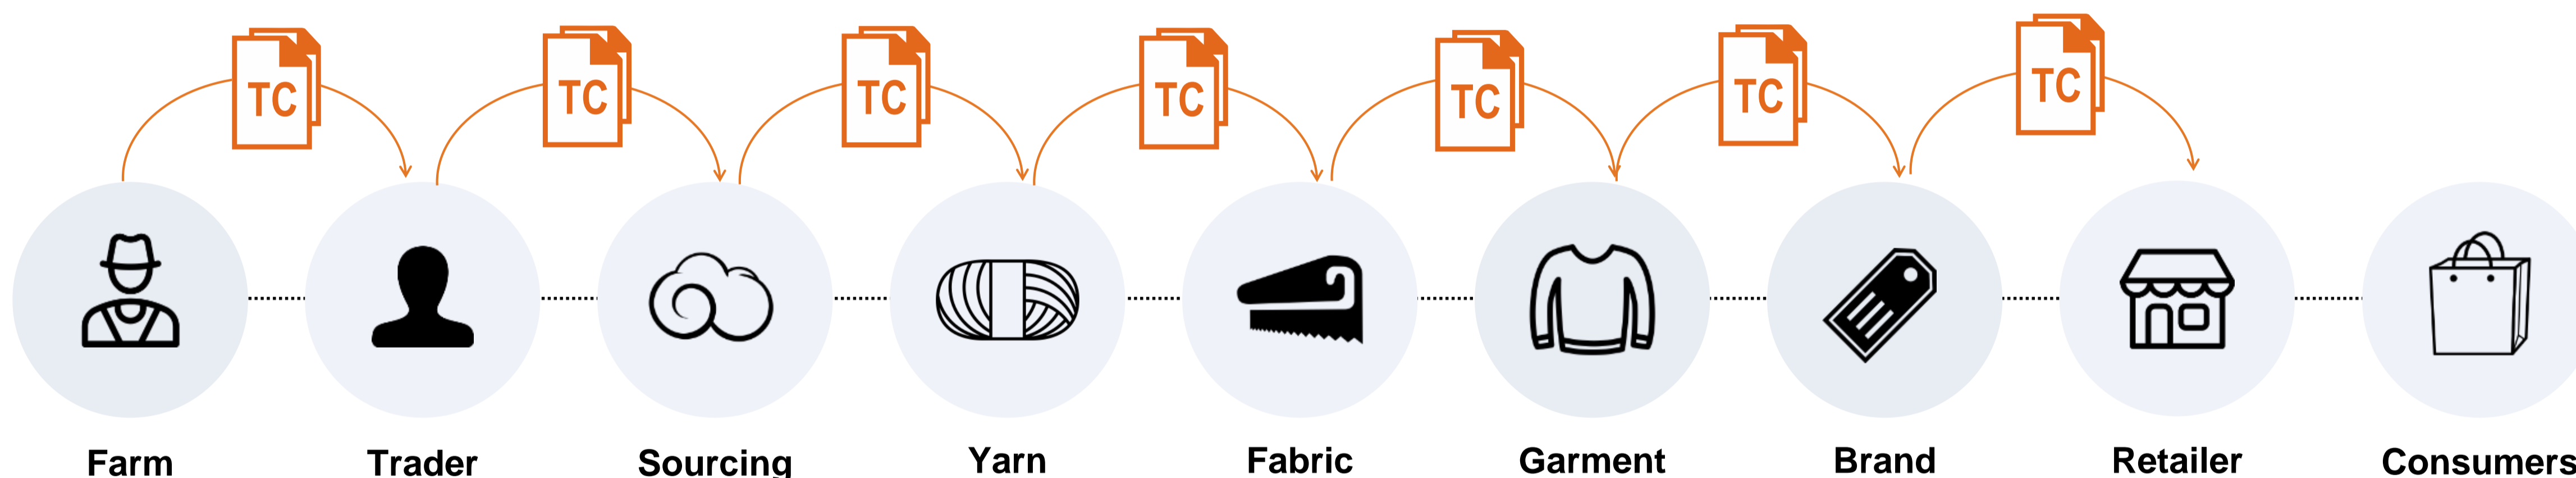 TC
TC
TC
TC
TC
TC
TC
Farm
Trader
Sourcing
Yarn
Fabric
Garment
Brand
Retailer
Consumers